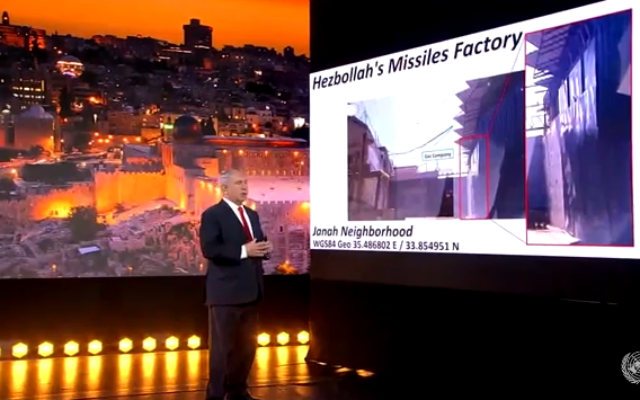 Hezbollah's Missiles Factory
Gas Company
Janah Neighborhood
WGS84 Geo 35.486802 E / 33.854951 N